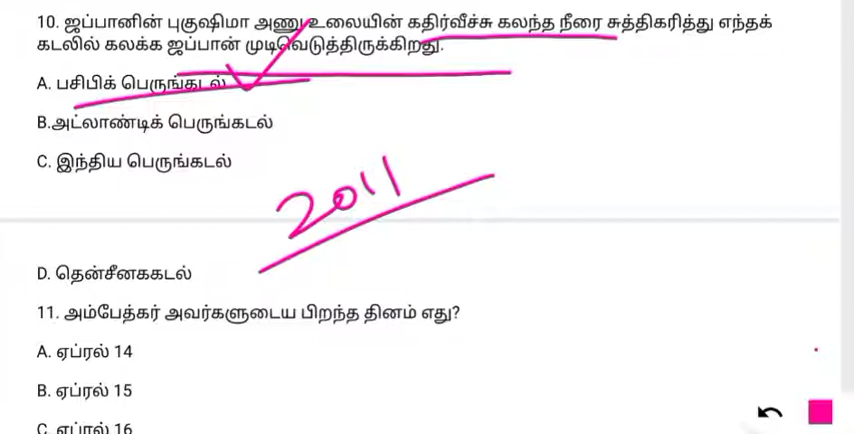 10. ஜப்பானின் புகுஷிமா அணு உலையின் கதிர்வீச்சு கலந்த நீரை சுத்திகரித்து எந்தக்
கடலில் கலக்க ஜப்பான் முடிவெடுத்திருக்கிறது.
A. பசிபிக் பெருங்கடல்
B.அட்லாண்டிக் பெருங்கடல்
C. இந்திய பெருங்கடல்
2011
D. தென்சீனககடல்
11. அம்பேத்கர் அவர்களுடைய பிறந்த தினம் எது?
A. ஏப்ரல் 14
B. ஏப்ரல் 15
C. ஏப்ரல் 16